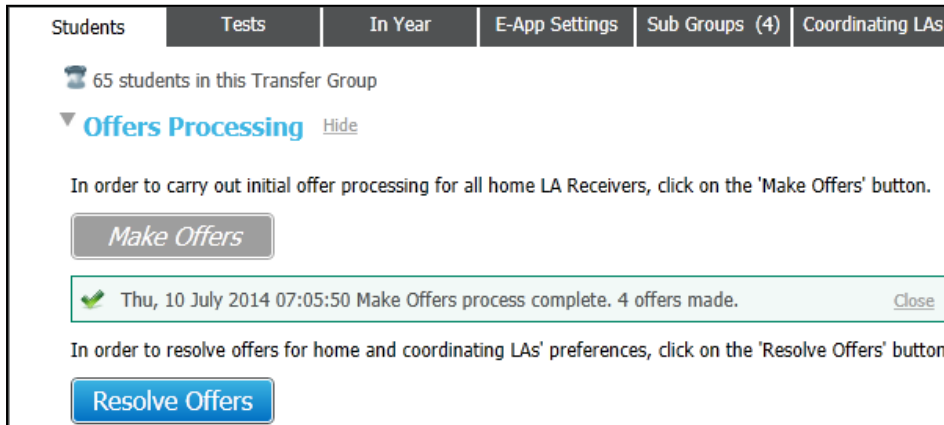 Students Tests In Year E-App Settings Sub Groups (4) Coordinating LAs
65 students in this Transfer Group
Offers Processing Hide
In order to carry out initial offer processing for all home LA Receivers, click on the 'Make Offers' button.
Make Offers
Thu, 10 July 2014 07:05:50 Make Offers process complete. 4 offers made. Close
In order to resolve offers for home and coordinating LAs' preferences, click on the 'Resolve Offers' button
Resolve Offers